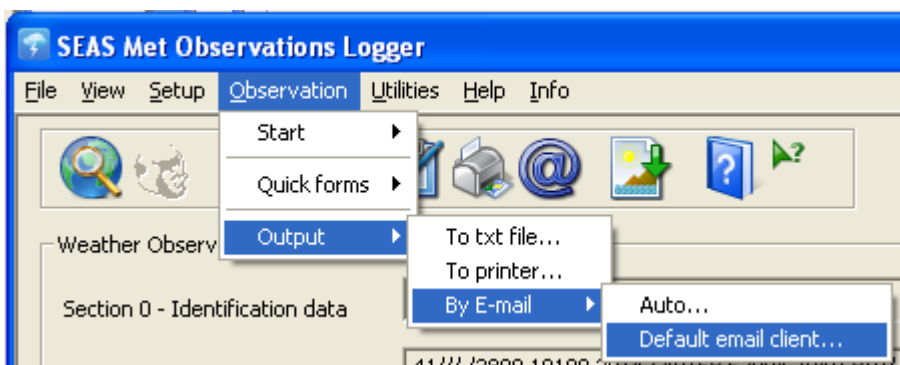 SEAS Met Observations Logger
File View Setup Observation Utilities Help Info
Start
Quick forms
Output
To txt file...
To printer...
By E-mail
Auto...
Default email client...
Weather Observ
Section 0 - Identification data